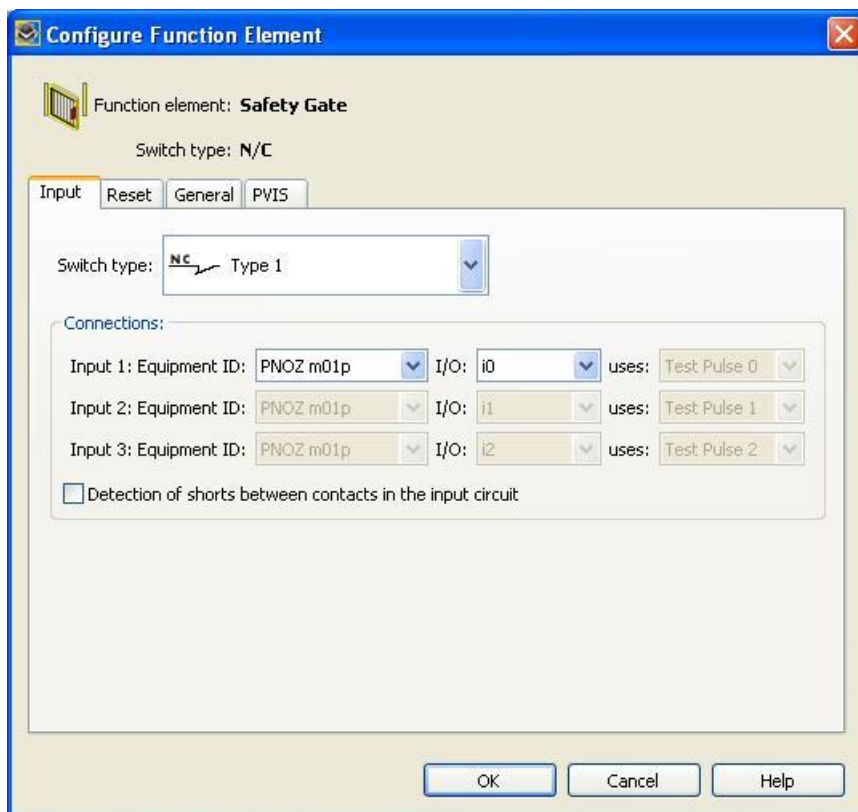 Configure Function Element
Function element: Safety Gate
Switch type: N/C
Input Reset General PVIS
Switch type: NC Type 1
Connections:
Input 1: Equipment ID: PNOZ m01p I/O: i0 uses: Test Pulse 0
Input 2: Equipment ID: PNOZ m01p I/O: i1 uses: Test Pulse 1
Input 3: Equipment ID: PNOZ m01p I/O: i2 uses: Test Pulse 2
Detection of shorts between contacts in the input circuit
OK Cancel Help